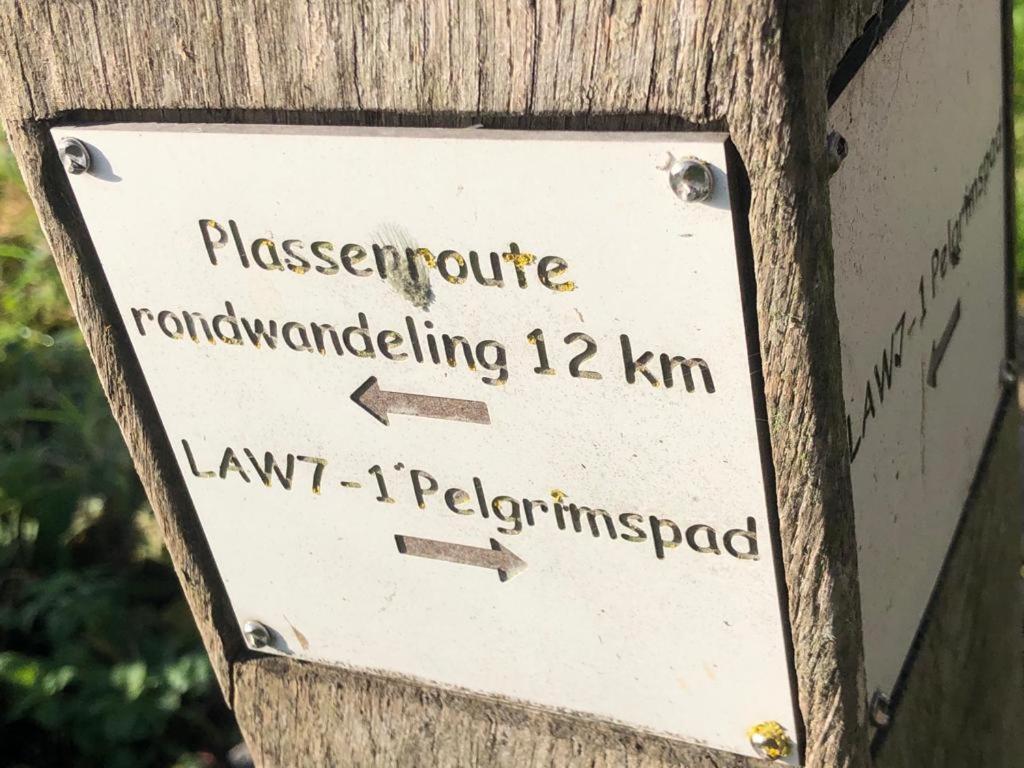 Plassenroute
rondwandeling 12 km
LAW7-1 Pelgrimspad
LAW7-1 Pelgrimspad